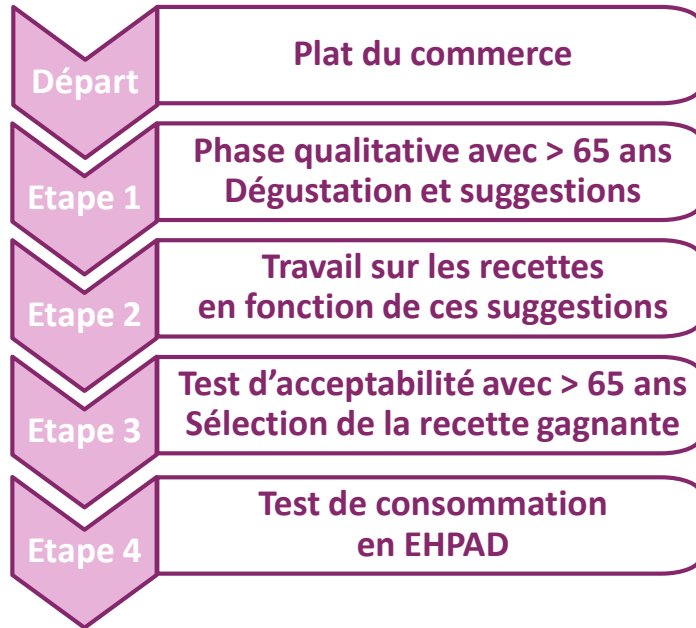 Départ
Plat du commerce
Etape 1
Phase qualitative avec > 65 ans
Dégustation et suggestions
Etape 2
Travail sur les recettes
en fonction de ces suggestions
Etape 3
Test d’acceptabilité avec > 65 ans
Sélection de la recette gagnante
Etape 4
Test de consommation
en EHPAD